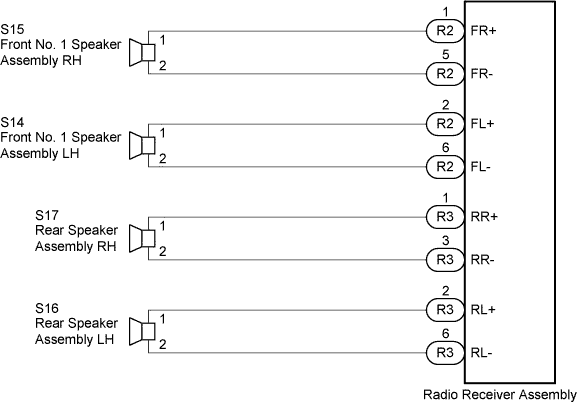 1
S15
Front No. 1 Speaker
Assembly RH
1
R2 FR+
5
2
R2 FR-
2
S14
Front No. 1 Speaker
Assembly LH
1
R2 FL+
6
2
R2 FL-
1
S17
Rear Speaker
Assembly RH
1
R3 RR+
3
2
R3 RR-
2
S16
Rear Speaker
Assembly LH
1
R3 RL+
6
2
R3 RL-
Radio Receiver Assembly